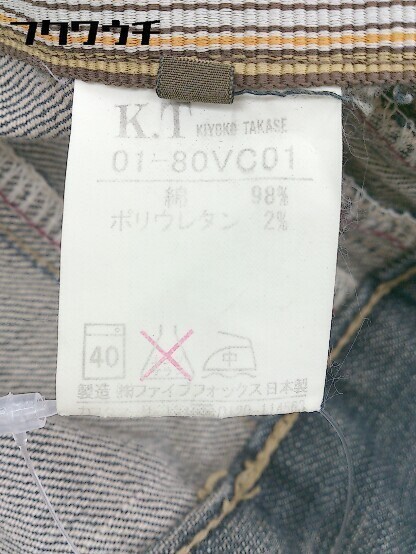 フクウウチ
K.T KIYOKO TAKASE
01-80VC01
綿 98%
ポリウレタン 2%
40 中
製造 ㈱ファイブフォックス 日本製